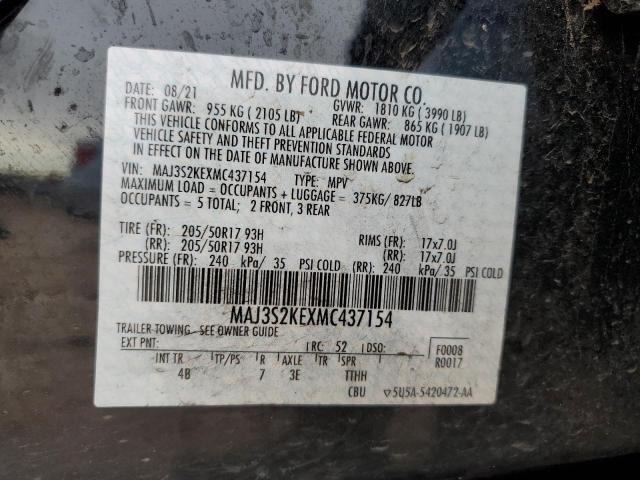 MFD. BY FORD MOTOR CO.
DATE: 08/21 GVWR: 1810 KG ( 3990 LB)
FRONT GAWR: 955 KG ( 2105 LB) REAR GAWR: 865 KG ( 1907 LB)
THIS VEHICLE CONFORMS TO ALL APPLICABLE FEDERAL MOTOR
VEHICLE SAFETY AND THEFT PREVENTION STANDARDS
IN EFFECT ON THE DATE OF MANUFACTURE SHOWN ABOVE.
VIN: MAJ3S2KEXMC437154 TYPE: MPV
MAXIMUM LOAD = OCCUPANTS + LUGGAGE = 375KG/ 827LB
OCCUPANTS = 5 TOTAL; 2 FRONT, 3 REAR
TIRE (FR): 205/50R17 93H RIMS (FR): 17x7.0J
(RR): 205/50R17 93H (RR): 17x7.0J
PRESSURE (FR): 240 kPa/ 35 PSI COLD (RR): 240 kPa/ 35 PSI COLD
MAJ3S2KEXMC437154
TRAILER TOWING - SEE OWNER GUIDE
EXT PNT: RC: 52 DSO: F0008
R0017
INT TR TP/PS R AXLE TR SPR
4B 7 3E TTHH
CBU ▽5U5A-5420472-AA